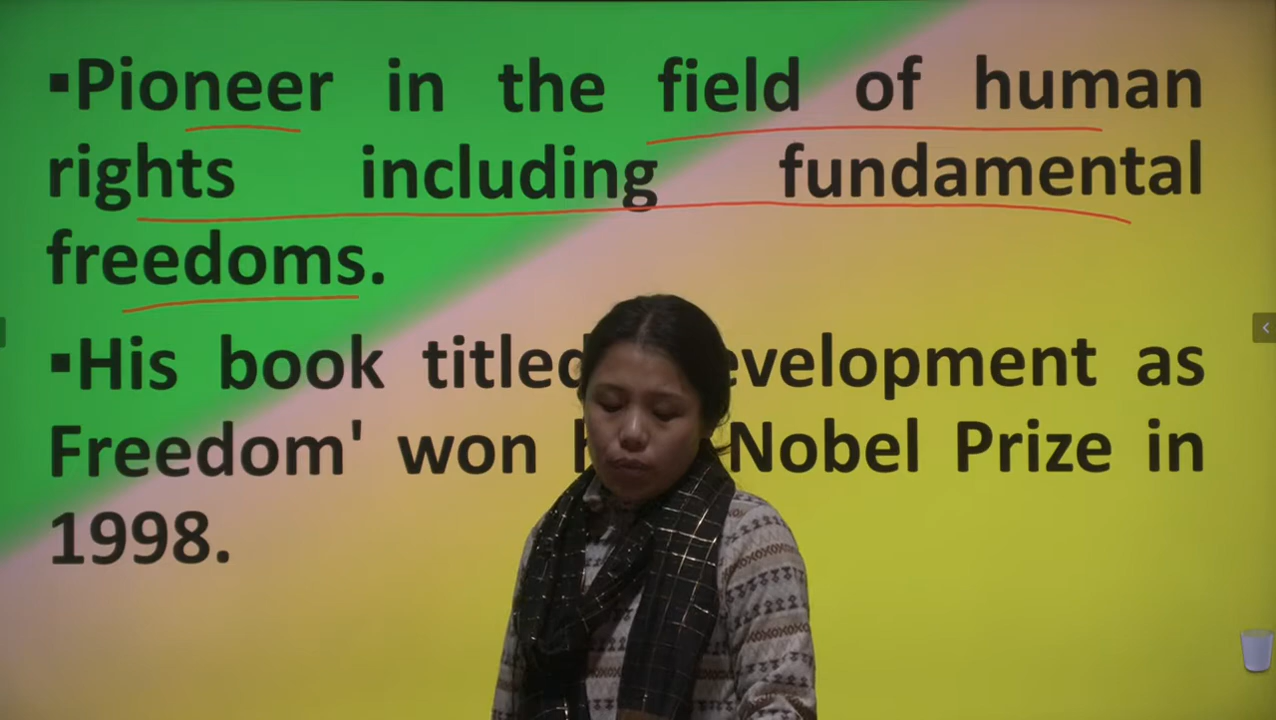 ▪Pioneer in the field of human
rights including fundamental
freedoms.
▪His book titled evelopment as
Freedom' won h Nobel Prize in
1998.